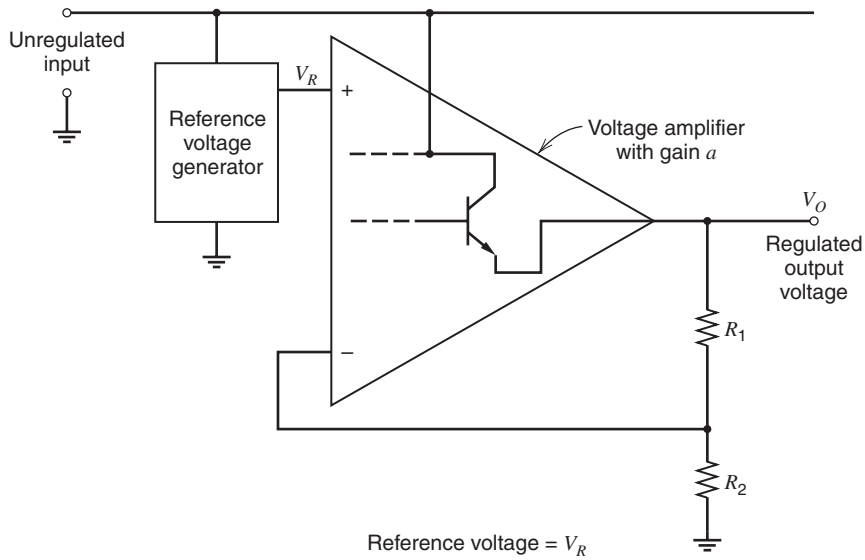 Unregulated
input
Reference
voltage
generator
V_R
+
Voltage amplifier
with gain a
V_O
Regulated
output
voltage
–
R_1
R_2
Reference voltage = V_R